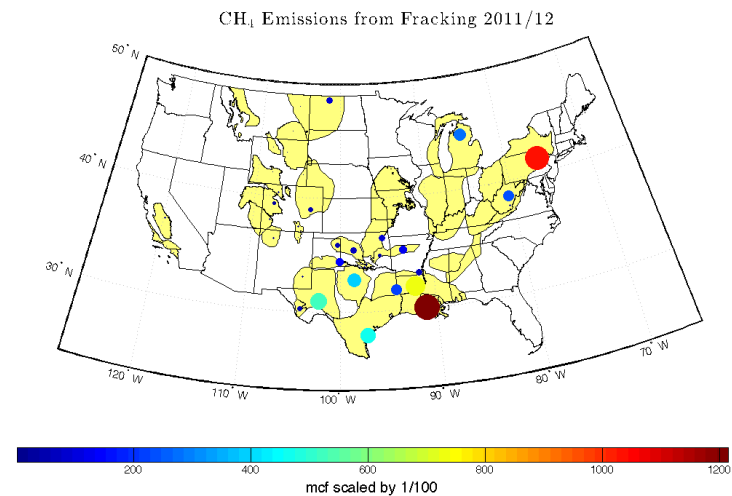 CH₄ Emissions from Fracking 2011/12
50° N
40° N
30° N
120° W
110° W
100° W
90° W
80° W
70° W
200 400 600 800 1000 1200
mcf scaled by 1/100